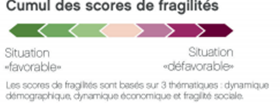 Cumul des scores de fragilités
Situation Situation
«favorable» «défavorable»
Les scores de fragilités sont basés sur 3 thématiques : dynamique
démographique, dynamique économique et fragilité sociale.